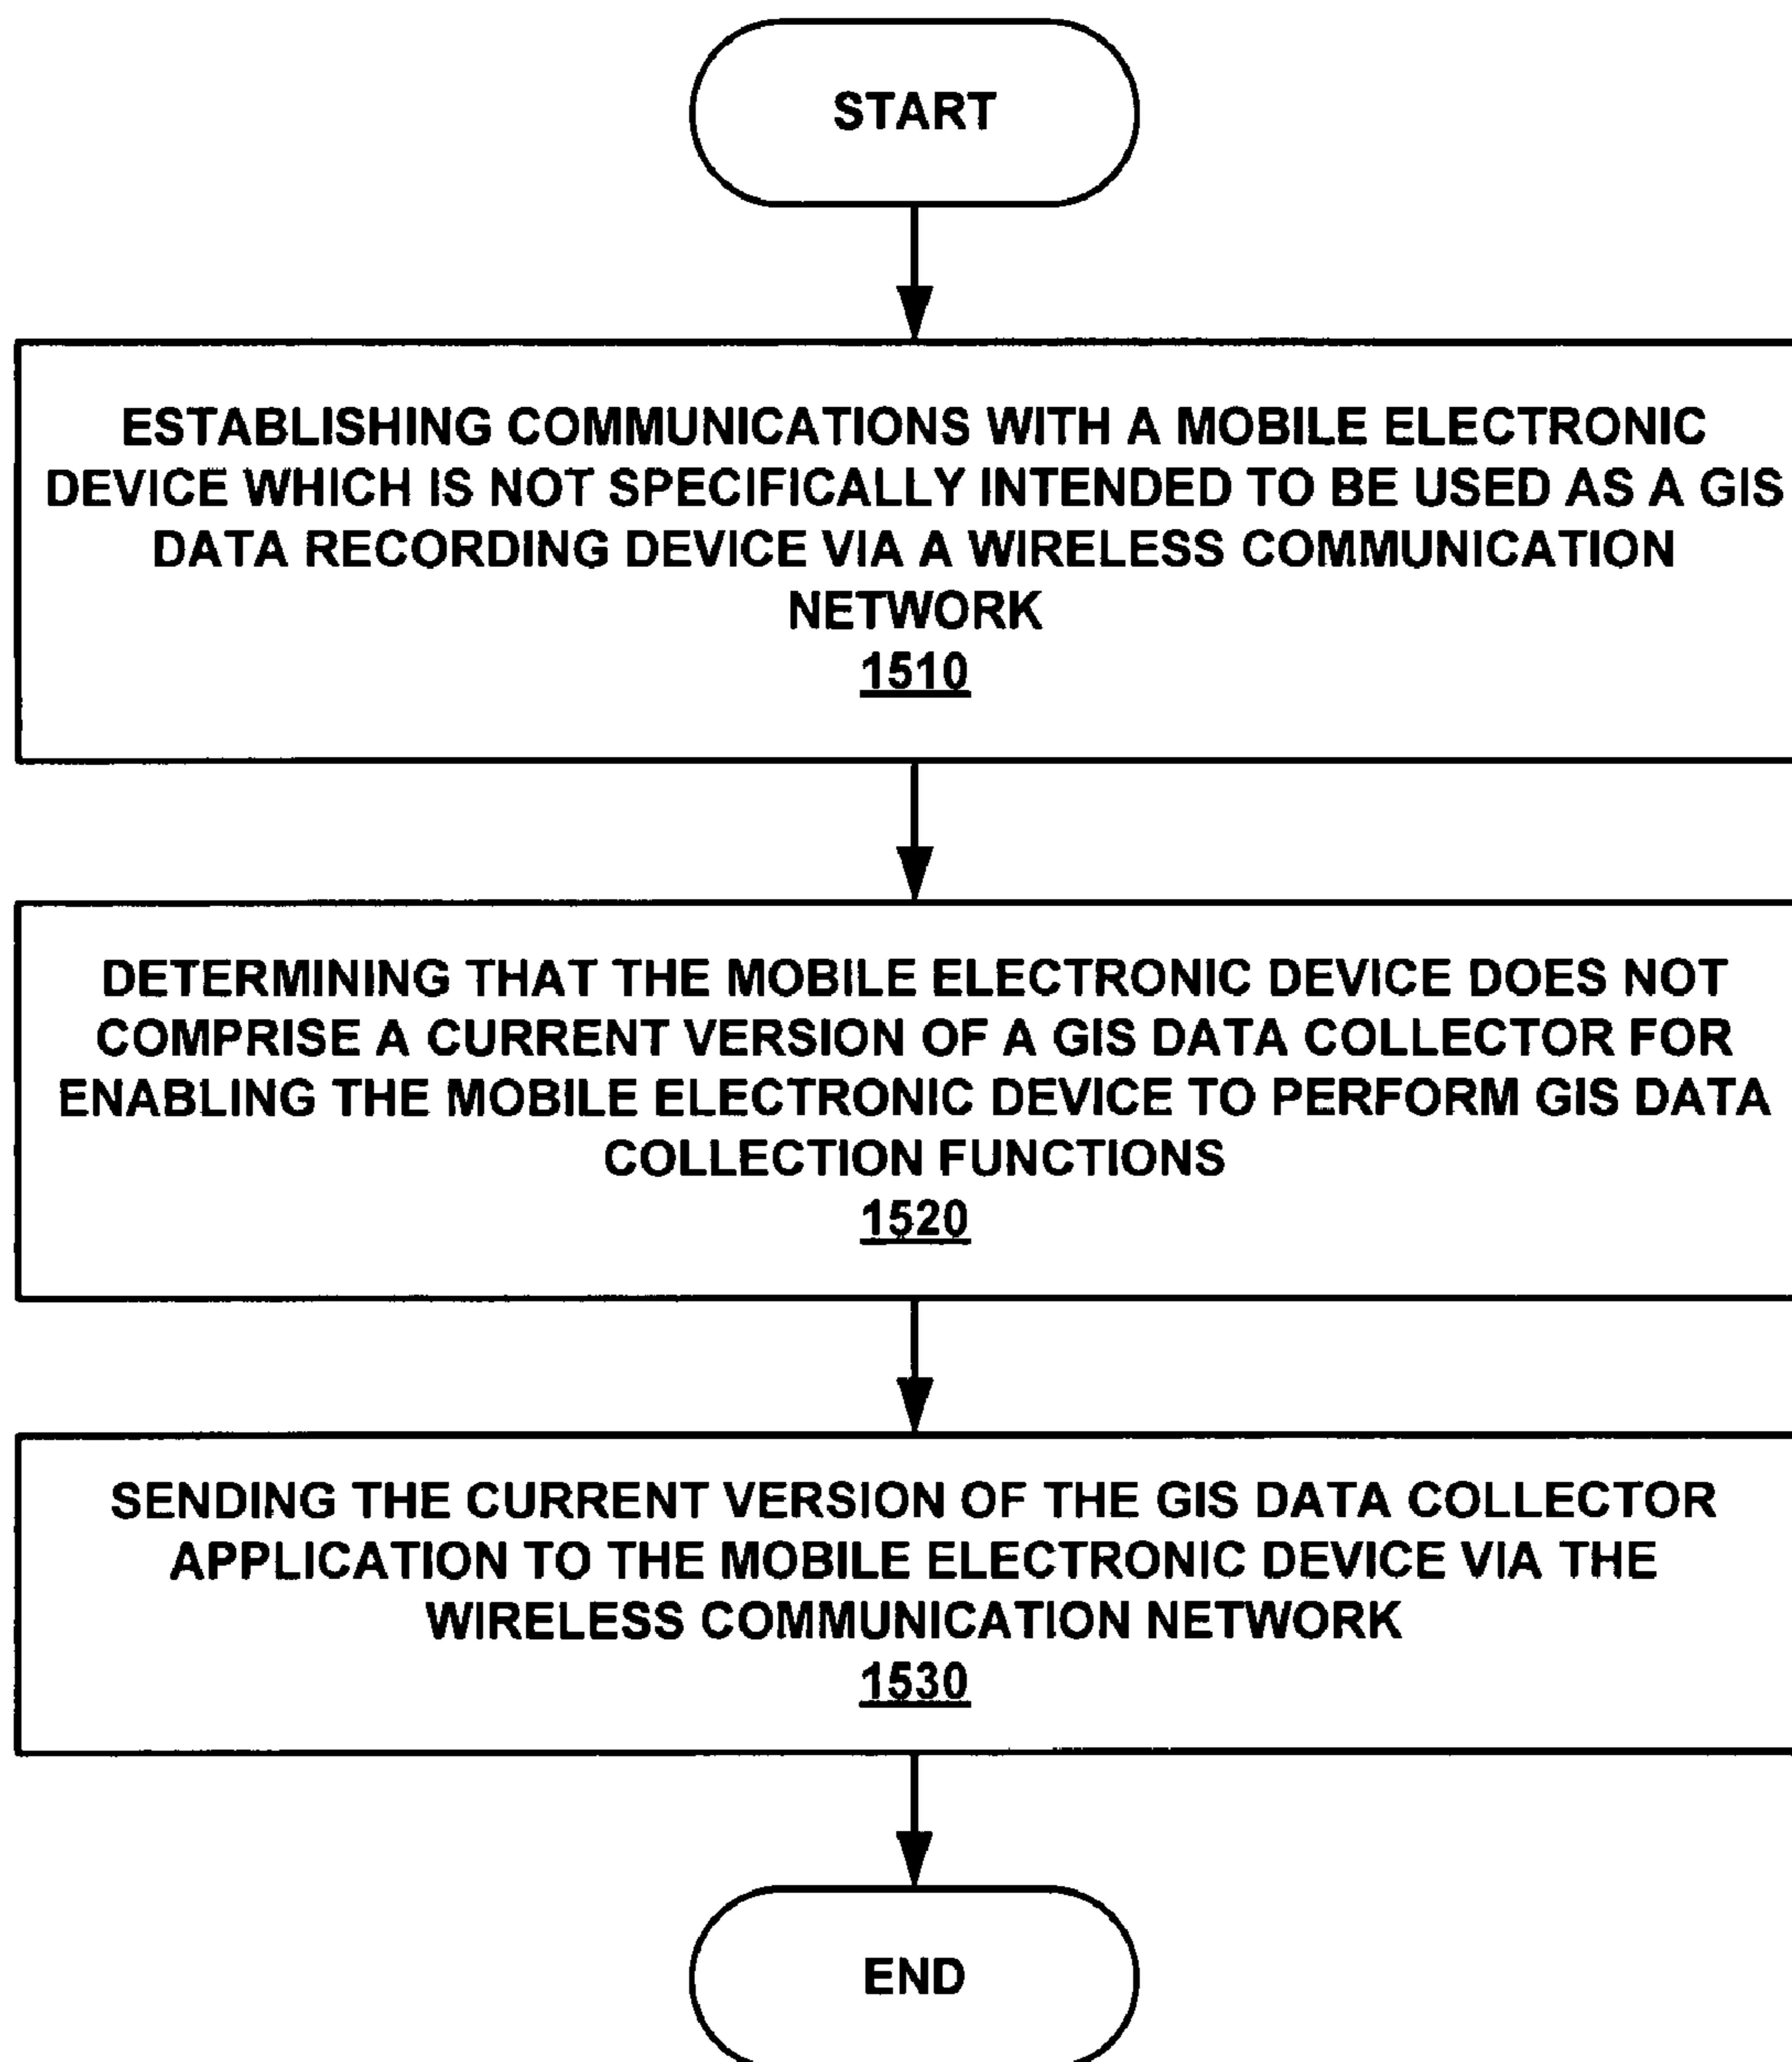 START
ESTABLISHING COMMUNICATIONS WITH A MOBILE ELECTRONIC
DEVICE WHICH IS NOT SPECIFICALLY INTENDED TO BE USED AS A GIS
DATA RECORDING DEVICE VIA A WIRELESS COMMUNICATION
NETWORK
1510
DETERMINING THAT THE MOBILE ELECTRONIC DEVICE DOES NOT
COMPRISE A CURRENT VERSION OF A GIS DATA COLLECTOR FOR
ENABLING THE MOBILE ELECTRONIC DEVICE TO PERFORM GIS DATA
COLLECTION FUNCTIONS
1520
SENDING THE CURRENT VERSION OF THE GIS DATA COLLECTOR
APPLICATION TO THE MOBILE ELECTRONIC DEVICE VIA THE
WIRELESS COMMUNICATION NETWORK
1530
END